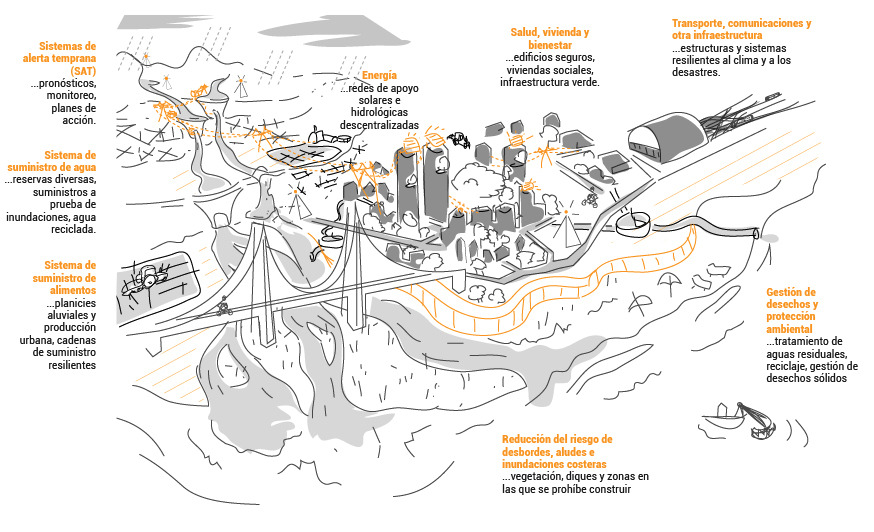 Sistemas de
alerta temprana
(SAT)
...pronósticos,
monitoreo,
planes de
acción.
Sistema de
suministro de agua
...reservas diversas,
suministros a
prueba de
inundaciones, agua
reciclada.
Sistema de
suministro de
alimentos
...planicies
aluviales y
producción
urbana, cadenas
de suministro
resilientes
Energía
...redes de apoyo
solares e
hidrológicas
descentralizadas
Salud, vivienda y
bienestar
...edificios seguros,
viviendas sociales,
infraestructura verde.
Transporte, comunicaciones y
otra infraestructura
...estructuras y sistemas
resilientes al clima y a los
desastres.
Gestión de
desechos y
protección
ambiental
...tratamiento de
aguas residuales,
reciclaje, gestión de
desechos sólidos
Reducción del riesgo de
desbordes, aludes e
inundaciones costeras
...vegetación, diques y zonas en
las que se prohíbe construir